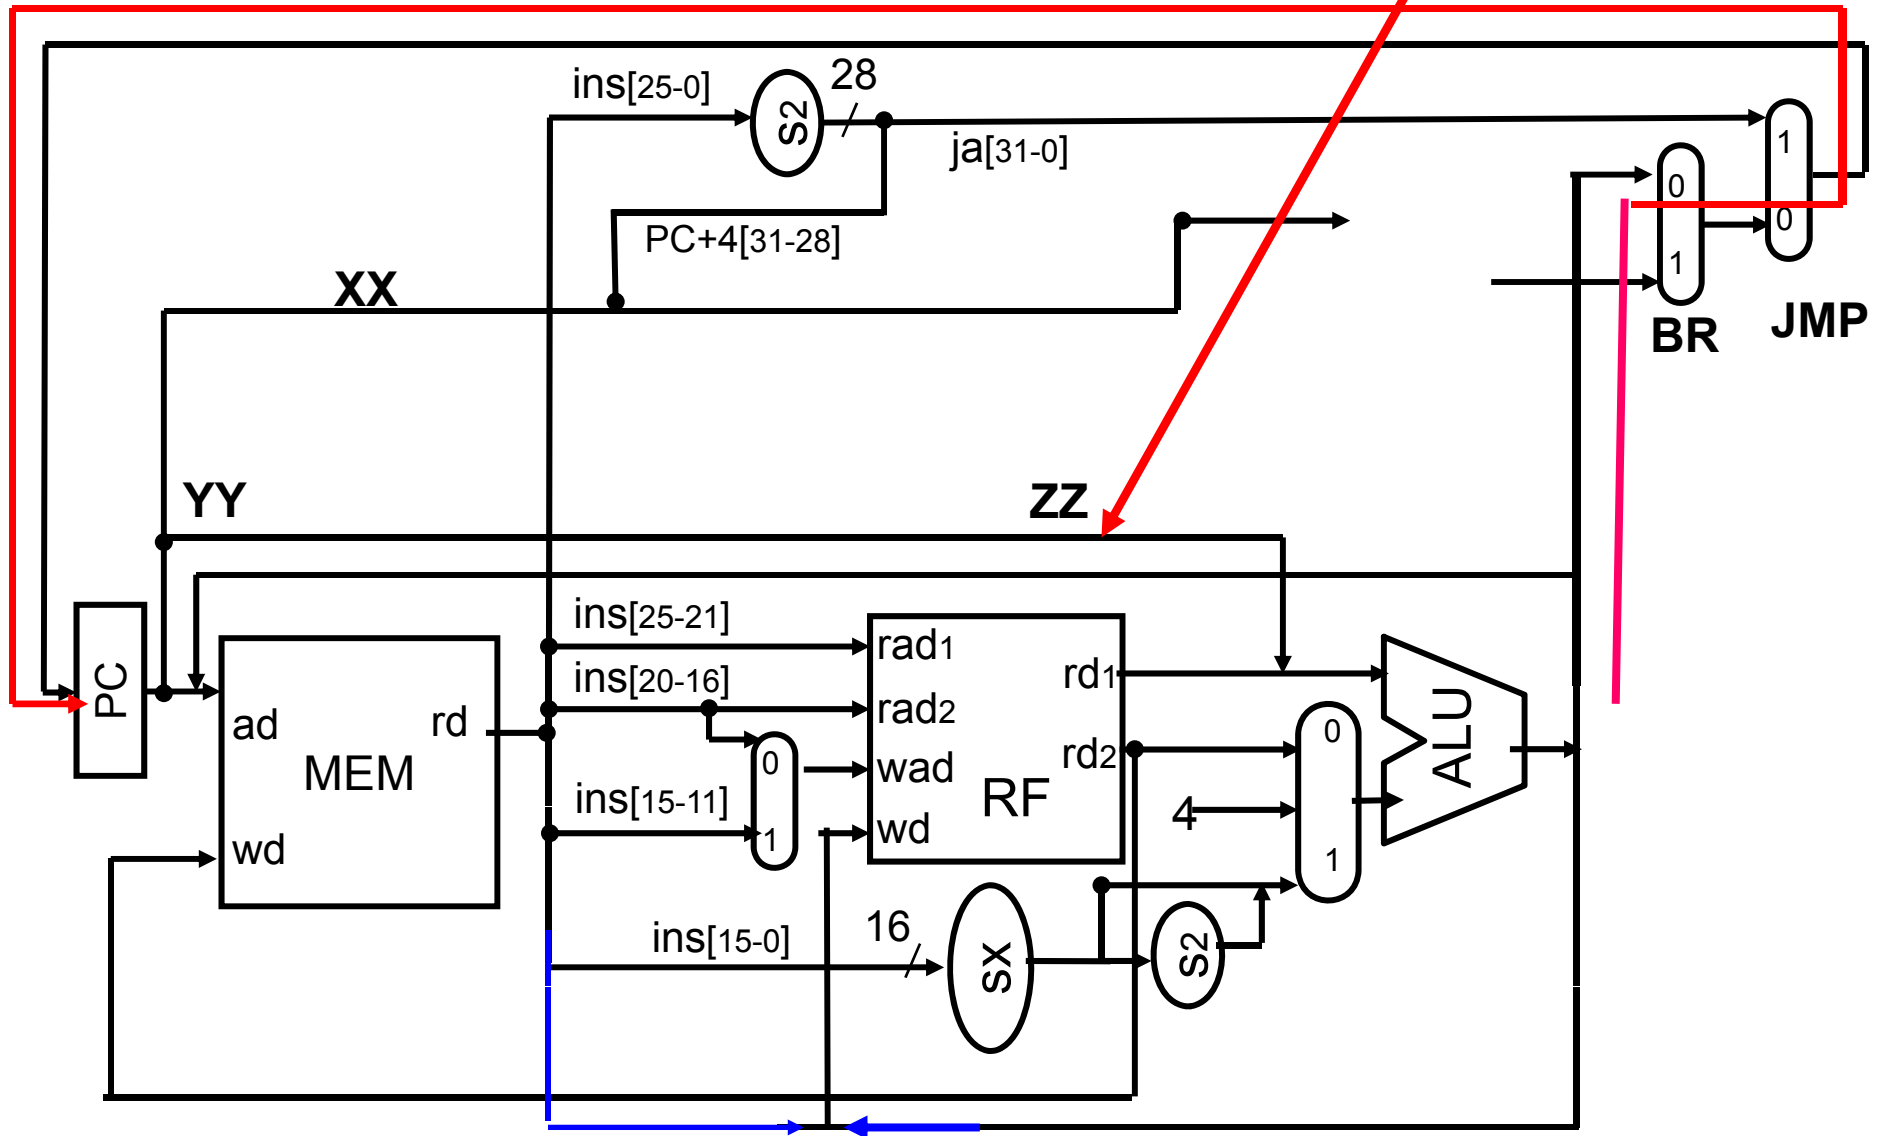 ins[25-0]
s2
28
ja[31-0]
PC+4[31-28]
1
0
0
1
BR
JMP
XX
YY
ZZ
PC
ad
rd
MEM
wd
ins[25-21]
ins[20-16]
ins[15-11]
0
1
rad1
rad2
wad
wd
rd1
rd2
RF
4
0
1
ALU
ins[15-0]
16
sx
s2